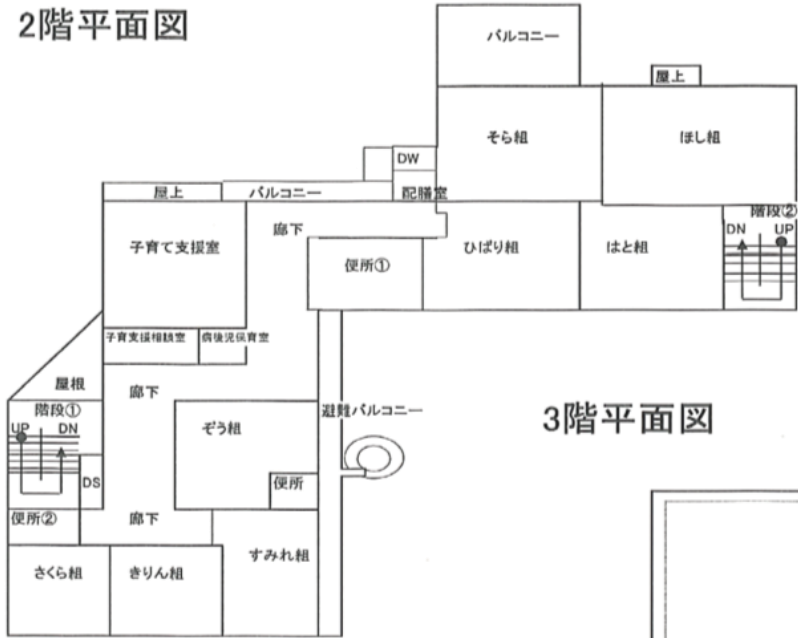 2階平面図
バルコニー
屋上
そら組
ほし組
DW
配膳室
屋上
バルコニー
廊下
子育て支援室
便所①
ひばり組
はと組
階段②
DN
UP
子育支援相談室
病後児保育室
屋根
廊下
階段①
UP
DN
ぞう組
避難バルコニー
3階平面図
DS
便所
便所②
廊下
すみれ組
さくら組
きりん組